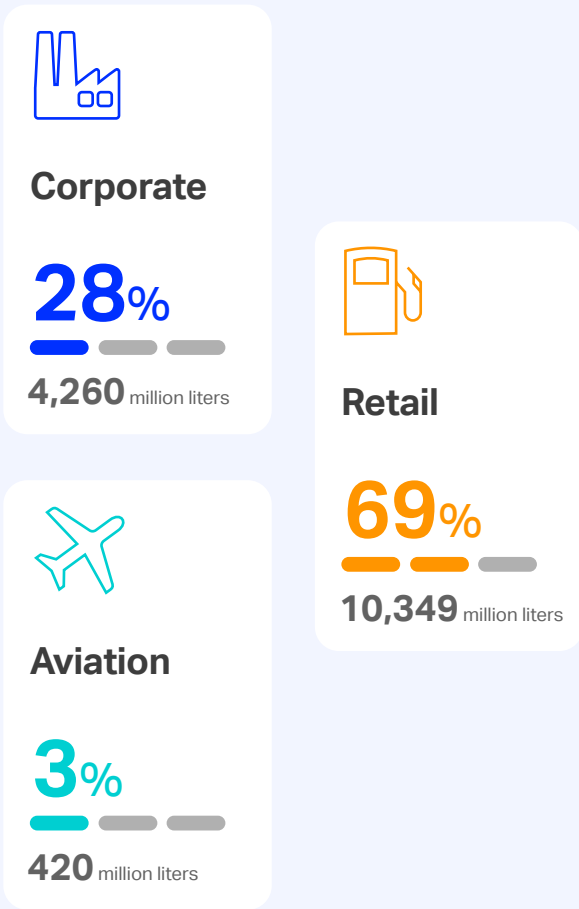 Corporate
28%
4,260 million liters
Retail
69%
10,349 million liters
Aviation
3%
420 million liters